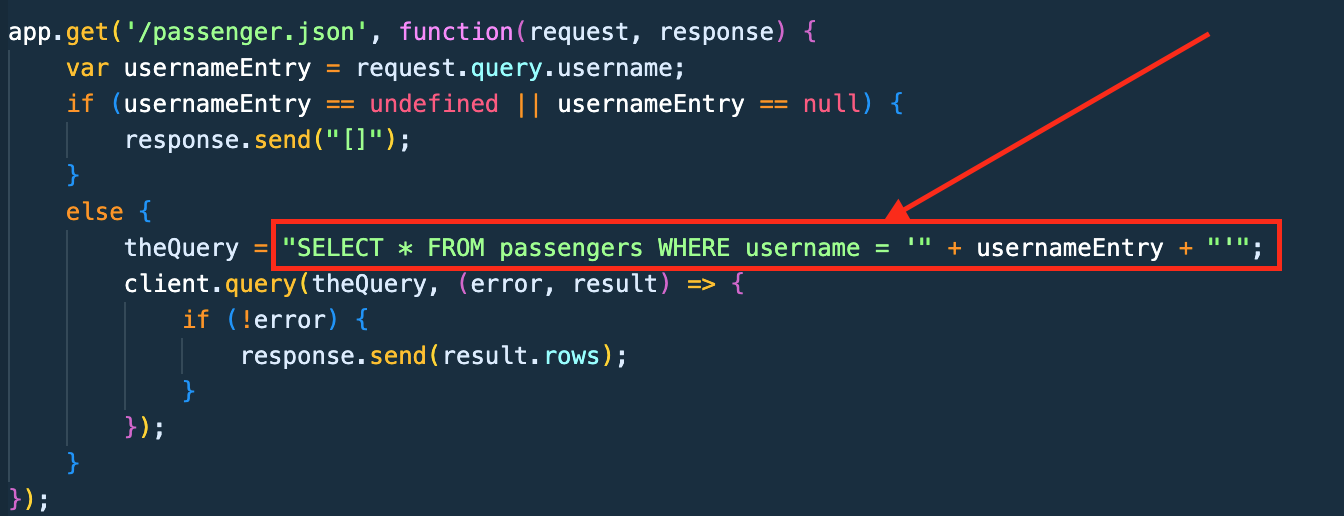 app.get('/passenger.json', function(request, response) {
    var usernameEntry = request.query.username;
    if (usernameEntry == undefined || usernameEntry == null) {
        response.send("[]");
    }
    else {
        theQuery = "SELECT * FROM passengers WHERE username = '" + usernameEntry + "'";
        client.query(theQuery, (error, result) => {
            if (!error) {
                response.send(result.rows);
            }
        });
    }
});